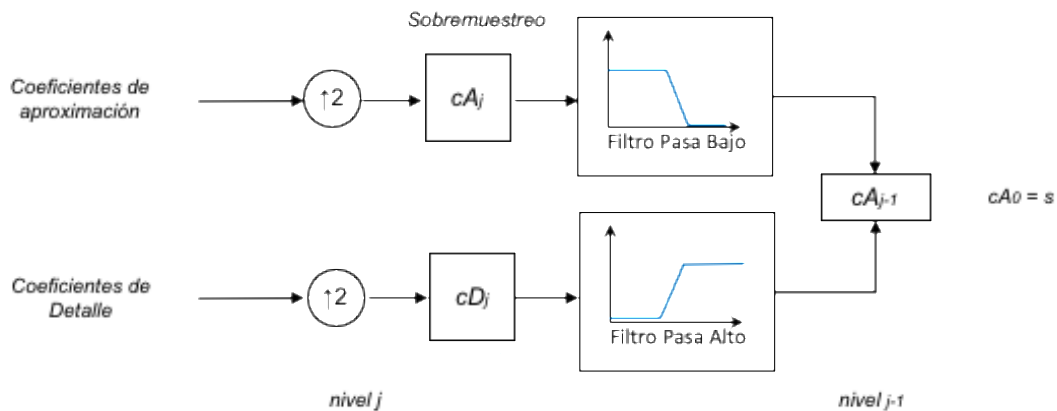 Sobremuestreo
Coeficientes de
aproximación
↑2
cAj
Filtro Pasa Bajo
cAj-1
cA0 = s
Coeficientes de
Detalle
↑2
cDj
Filtro Pasa Alto
nivel j
nivel j-1